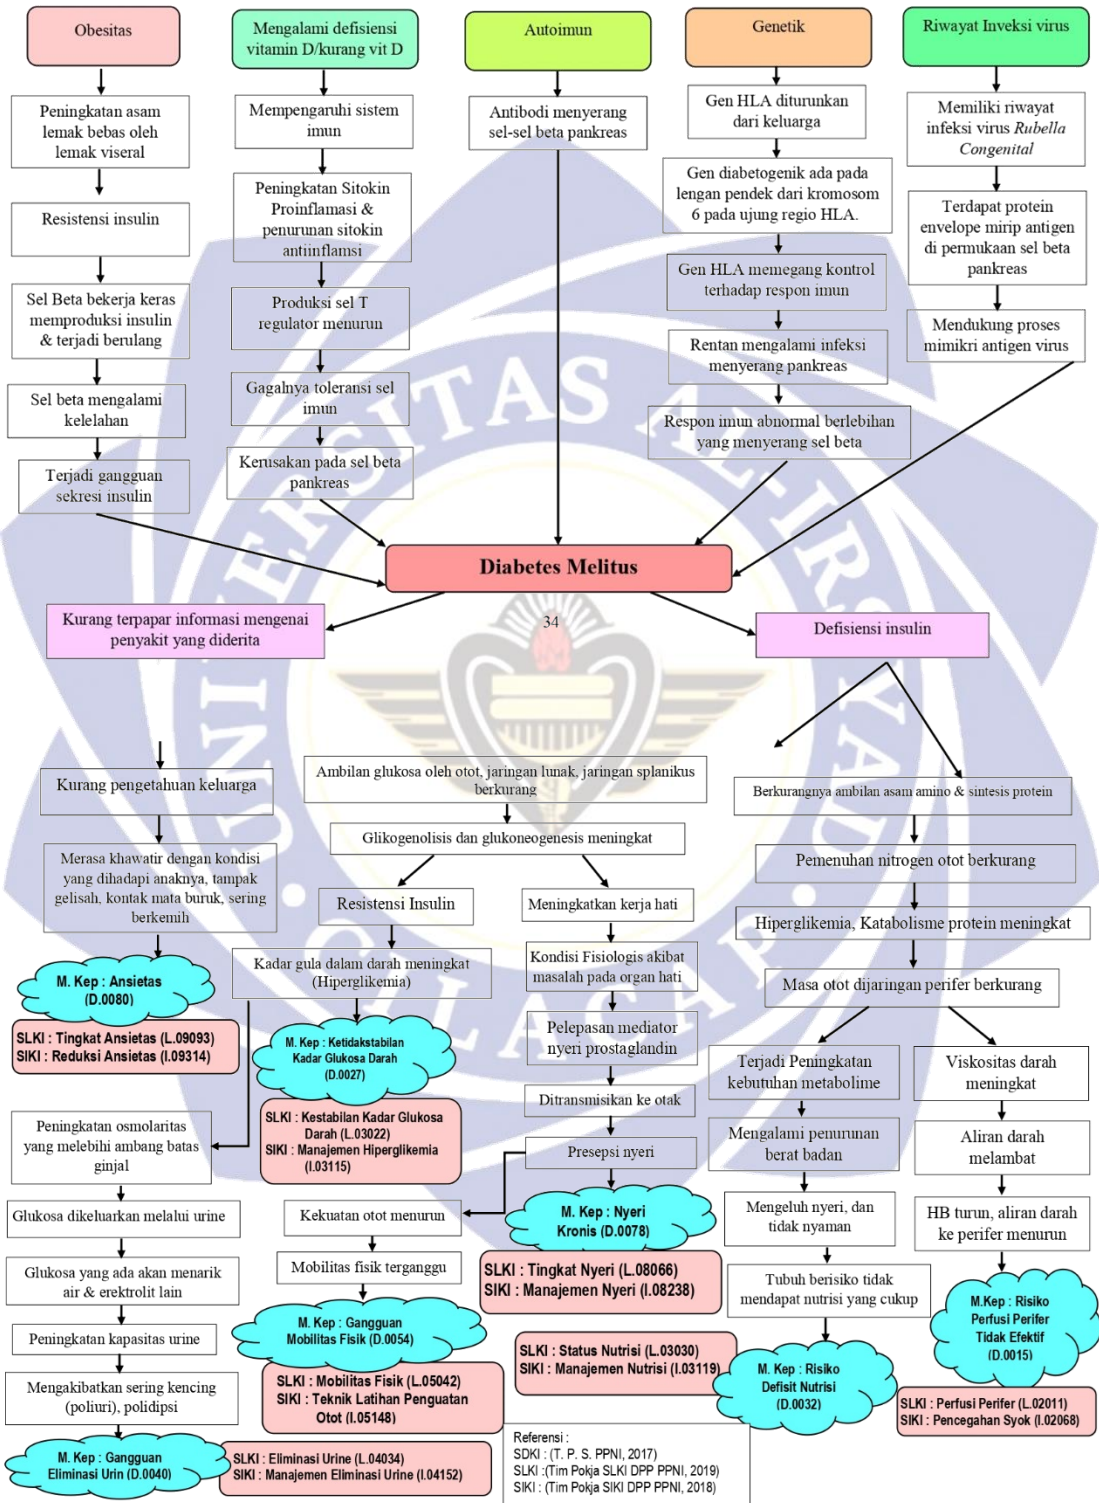 Obesitas
Mengalami defisiensi
vitamin D/kurang vit D
Autoimun
Genetik
Riwayat Inveksi virus
Peningkatan asam
lemak bebas oleh
lemak viseral
Resistensi insulin
Sel Beta bekerja keras
memproduksi insulin
& terjadi berulang
Sel beta mengalami
kelelahan
Terjadi gangguan
sekresi insulin
Mempengaruhi sistem
imun
Peningkatan Sitokin
Proinflamasi &
penurunan sitokin
antiinflamsi
Produksi sel T
regulator menurun
Gagalnya toleransi sel
imun
Kerusakan pada sel beta
pankreas
Antibodi menyerang
sel-sel beta pankreas
Gen HLA diturunkan
dari keluarga
Gen diabetogenik ada pada
lengan pendek dari kromosom
6 pada ujung regio HLA.
Gen HLA memegang kontrol
terhadap respon imun
Rentan mengalami infeksi
menyerang pankreas
Respon imun abnormal berlebihan
yang menyerang sel beta
Memiliki riwayat
infeksi virus Rubella
Congenital
Terdapat protein
envelope mirip antigen
di permukaan sel beta
pankreas
Mendukung proses
mimikri antigen virus
Diabetes Melitus
34
Kurang terpapar informasi mengenai
penyakit yang diderita
Defisiensi insulin
Kurang pengetahuan keluarga
Merasa khawatir dengan kondisi
yang dihadapi anaknya, tampak
gelisah, kontak mata buruk, sering
berkemih
M. Kep : Ansietas
(D.0080)
SLKI : Tingkat Ansietas (L.09093)
SIKI : Reduksi Ansietas (I.09314)
Ambilan glukosa oleh otot, jaringan lunak, jaringan splanikus
berkurang
Glikogenolisis dan glukoneogenesis meningkat
Resistensi Insulin
Kadar gula dalam darah meningkat
(Hiperglikemia)
M. Kep : Ketidakstabilan
Kadar Glukosa Darah
(D.0027)
SLKI : Kestabilan Kadar Glukosa
Darah (L.03022)
SIKI : Manajemen Hiperglikemia
(I.03115)
Meningkatkan kerja hati
Kondisi Fisiologis akibat
masalah pada organ hati
Pelepasan mediator
nyeri prostaglandin
Ditransmisikan ke otak
Presepsi nyeri
M. Kep : Nyeri
Kronis (D.0078)
SLKI : Tingkat Nyeri (L.08066)
SIKI : Manajemen Nyeri (I.08238)
Kekuatan otot menurun
Mobilitas fisik terganggu
M. Kep : Gangguan
Mobilitas Fisik (D.0054)
SLKI : Mobilitas Fisik (L.05042)
SIKI : Teknik Latihan Penguatan
Otot (I.05148)
Peningkatan osmolaritas
yang melebihi ambang batas
ginjal
Glukosa dikeluarkan melalui urine
Glukosa yang ada akan menarik
air & erektrolit lain
Peningkatan kapasitas urine
Mengakibatkan sering kencing
(poliuri), polidipsi
M. Kep : Gangguan
Eliminasi Urin (D.0040)
SLKI : Eliminasi Urine (L.04034)
SIKI : Manajemen Eliminasi Urine (I.04152)
Berkurangnya ambilan asam amino & sintesis protein
Pemenuhan nitrogen otot berkurang
Hiperglikemia, Katabolisme protein meningkat
Masa otot dijaringan perifer berkurang
Terjadi Peningkatan
kebutuhan metabolime
Mengalami penurunan
berat badan
Mengeluh nyeri, dan
tidak nyaman
Tubuh berisiko tidak
mendapat nutrisi yang cukup
M. Kep : Risiko
Defisit Nutrisi
(D.0032)
SLKI : Status Nutrisi (L.03030)
SIKI : Manajemen Nutrisi (I.03119)
Viskositas darah
meningkat
Aliran darah
melambat
HB turun, aliran darah
ke perifer menurun
M.Kep : Risiko
Perfusi Perifer
Tidak Efektif
(D.0015)
SLKI : Perfusi Perifer (L.02011)
SIKI : Pencegahan Syok (I.02068)
Referensi :
SDKI : (T. P. S. PPNI, 2017)
SLKI :(Tim Pokja SLKI DPP PPNI, 2019)
SIKI : (Tim Pokja SIKI DPP PPNI, 2018)
UNIVERSITAS AL-IRSYAD
CILACAP